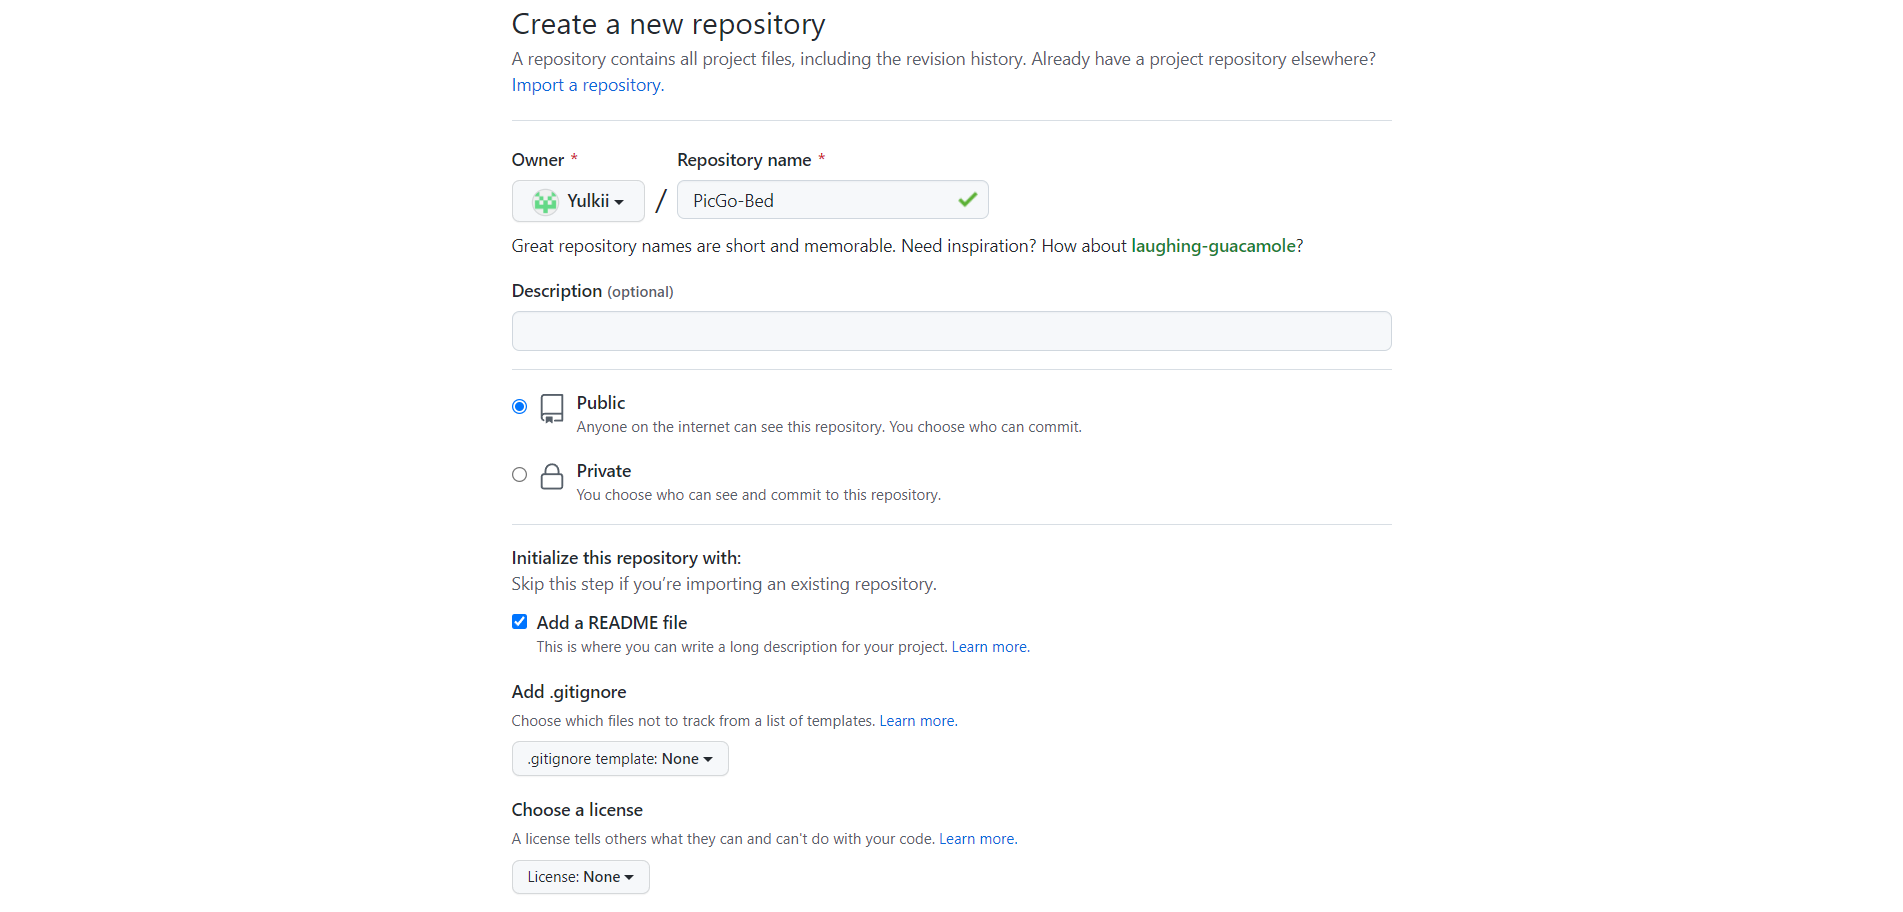 Create a new repository
A repository contains all project files, including the revision history. Already have a project repository elsewhere?
Import a repository.
Owner * Repository name *
Yulkii / PicGo-Bed
Great repository names are short and memorable. Need inspiration? How about laughing-guacamole?
Description (optional)
Public
Anyone on the internet can see this repository. You choose who can commit.
Private
You choose who can see and commit to this repository.
Initialize this repository with:
Skip this step if you’re importing an existing repository.
Add a README file
This is where you can write a long description for your project. Learn more.
Add .gitignore
Choose which files not to track from a list of templates. Learn more.
.gitignore template: None
Choose a license
A license tells others what they can and can't do with your code. Learn more.
License: None